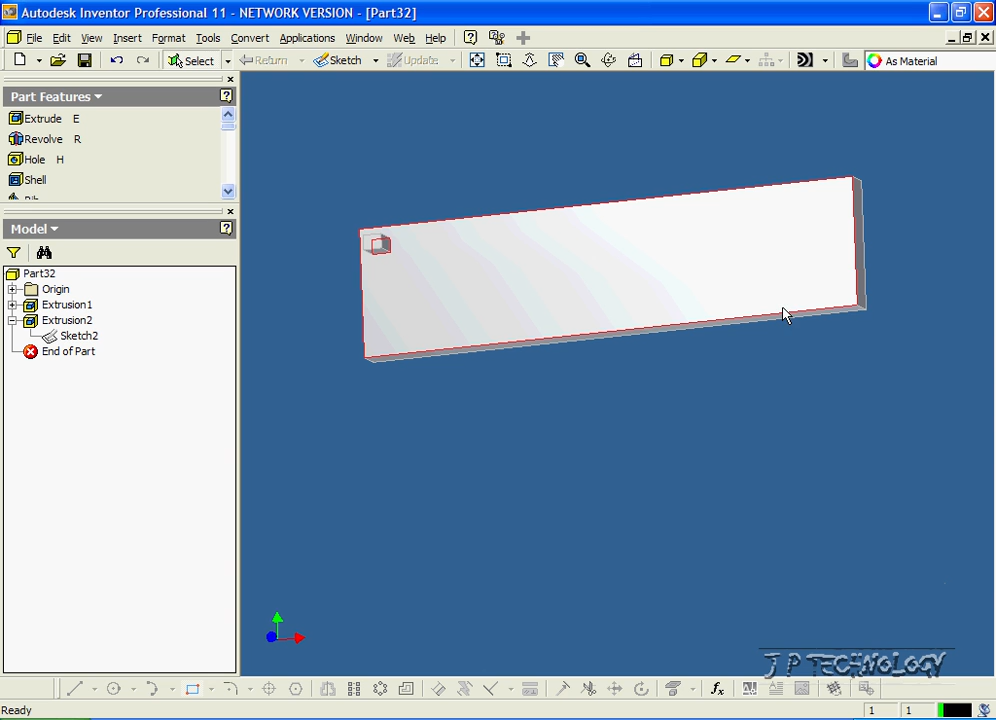 Autodesk Inventor Professional 11 - NETWORK VERSION - [Part32]
File Edit View Insert Format Tools Convert Applications Window Web Help
Select Return Sketch Update As Material
Part Features
Extrude E
Revolve R
Hole H
Shell
Model
Part32
Origin
Extrusion1
Extrusion2
Sketch2
End of Part
J P TECHNOLOGY
fx
Ready 1 1